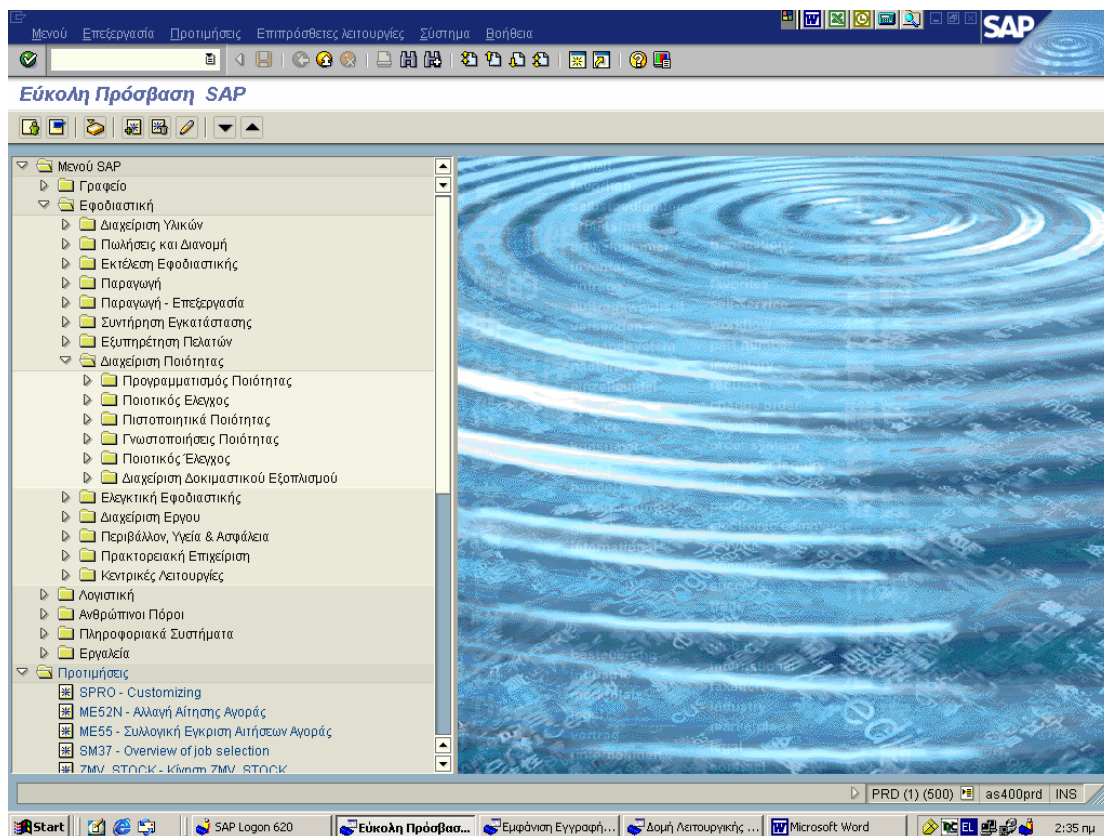 Μενού Επεξεργασία Προτιμήσεις Επιπρόσθετες λειτουργίες Σύστημα Βοήθεια
SAP
Εύκολη Πρόσβαση SAP
Μενού SAP
Γραφείο
Εφοδιαστική
Διαχείριση Υλικών
Πωλήσεις και Διανομή
Εκτέλεση Εφοδιαστικής
Παραγωγή
Παραγωγή - Επεξεργασία
Συντήρηση Εγκατάστασης
Εξυπηρέτηση Πελατών
Διαχείριση Ποιότητας
Προγραμματισμός Ποιότητας
Ποιοτικός Ελεγχος
Πιστοποιητικά Ποιότητας
Γνωστοποιήσεις Ποιότητας
Ποιοτικός Έλεγχος
Διαχείριση Δοκιμαστικού Εξοπλισμού
Ελεγκτική Εφοδιαστικής
Διαχείριση Εργου
Περιβάλλον, Υγεία & Ασφάλεια
Πρακτορειακή Επιχείριση
Κεντρικές Λειτουργίες
Λογιστική
Ανθρώπινοι Πόροι
Πληροφοριακά Συστήματα
Εργαλεία
Προτιμήσεις
SPRO - Customizing
ME52N - Αλλαγή Αίτησης Αγοράς
ME55 - Συλλογική Εγκριση Αιτήσεων Αγοράς
SM37 - Overview of job selection
ZMV_STOCK - Κίνηση ZMV_STOCK
PRD (1) (500) as400prd INS
Start SAP Logon 620 Εύκολη Πρόσβασ... Εμφάνιση Εγγραφή... Δομή Λειτουργικής ... Microsoft Word EL 2:35 πμ